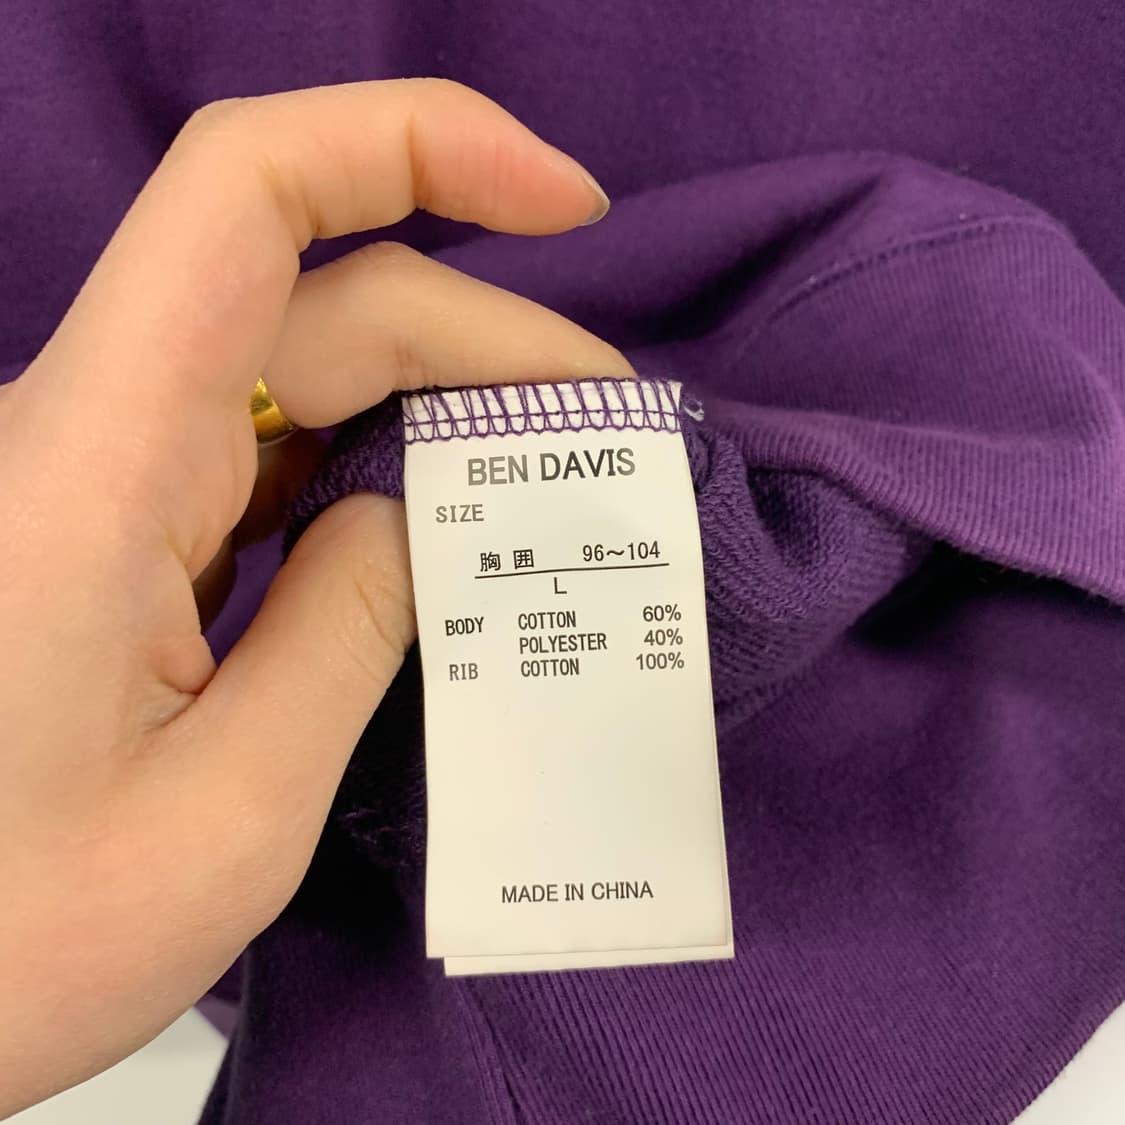 BEN DAVIS
SIZE
胸囲 96～104
L
BODY COTTON 60%
POLYESTER 40%
RIB COTTON 100%
MADE IN CHINA